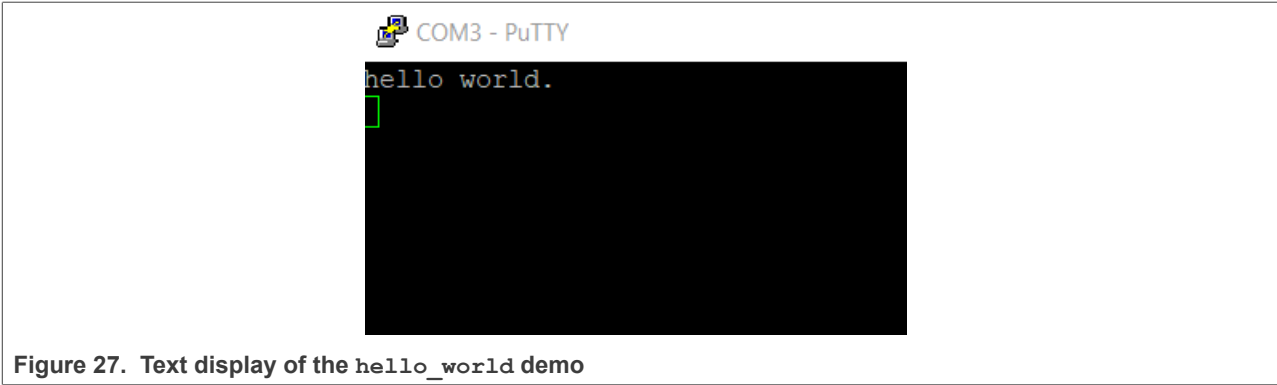 COM3 - PuTTY
hello world.
Figure 27. Text display of the hello_world demo